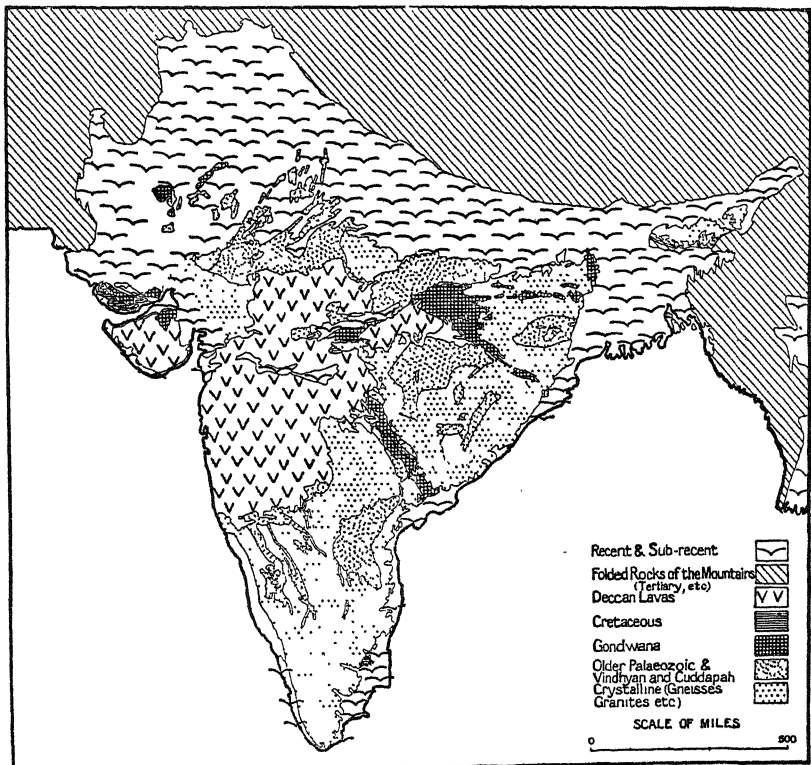 Recent & Sub-recent
Folded Rocks of the Mountains
(Tertiary, etc)
Deccan Lavas
Cretaceous
Gondwana
Older Palaeozoic &
Vindhyan and Cuddapah
Crystalline (Gneisses
Granites etc)
SCALE OF MILES
0 500